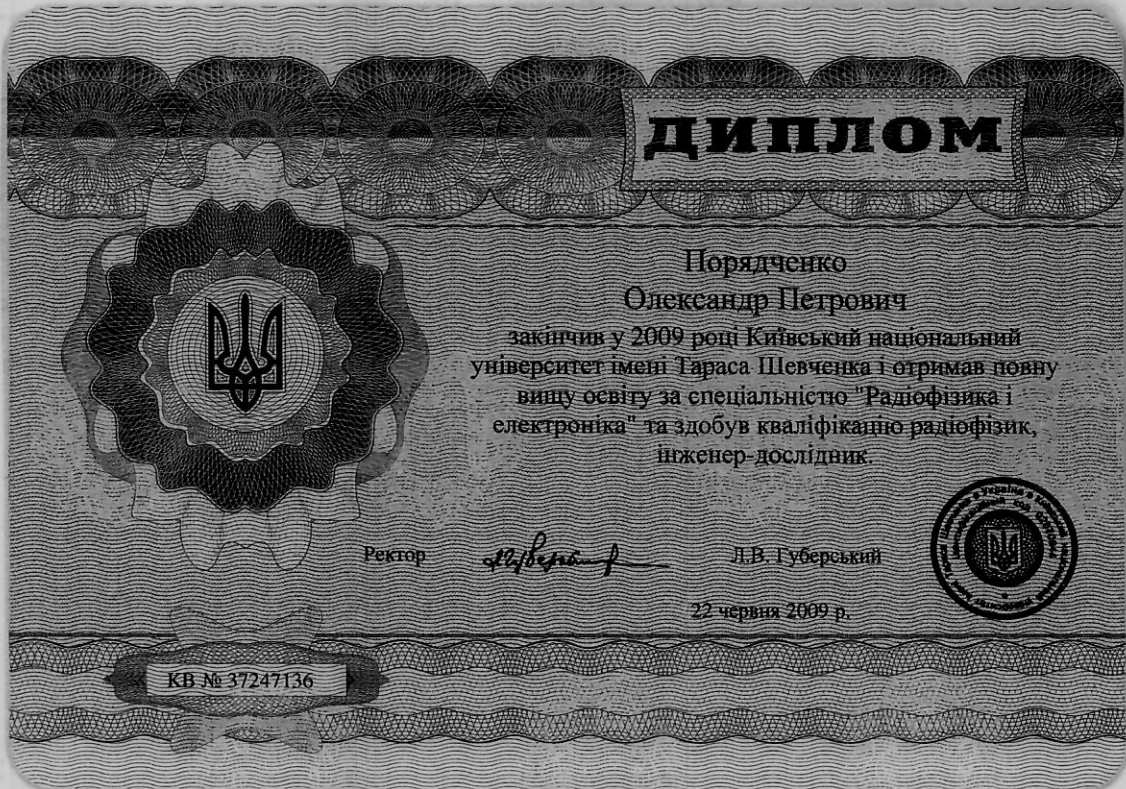 ДИПЛОМ
Порядченко
Олександр Петрович
закінчив у 2009 році Київський національний
університет імені Тараса Шевченка і отримав повну
вищу освіту за спеціальністю "Радіофізика і
електроніка" та здобув кваліфікацію радіофізик,
інженер-дослідник.
Ректор
Л.В. Губерський
22 червня 2009 р.
КВ № 37247136